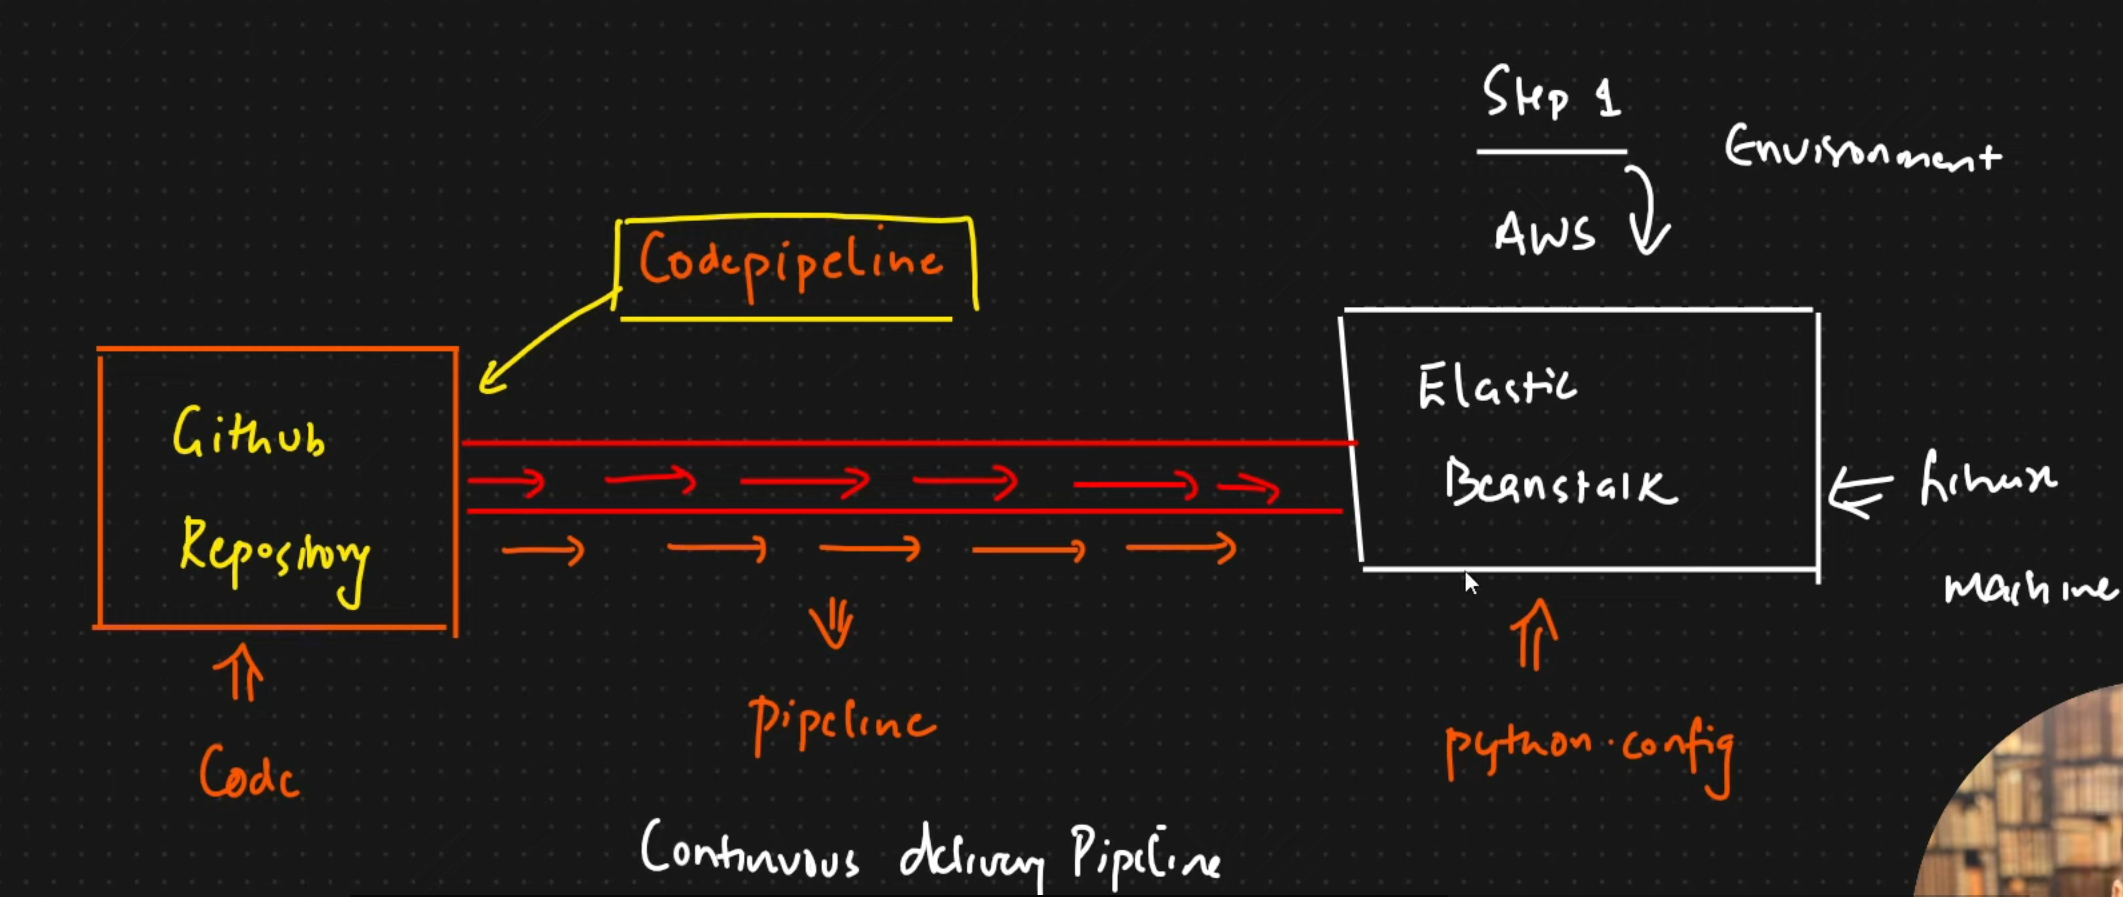 Step 1
Environment
AWS
Codepipeline
Github
Repository
Elastic
Beanstalk
Linux
machine
Code
pipeline
python.config
Continuous delivery Pipeline